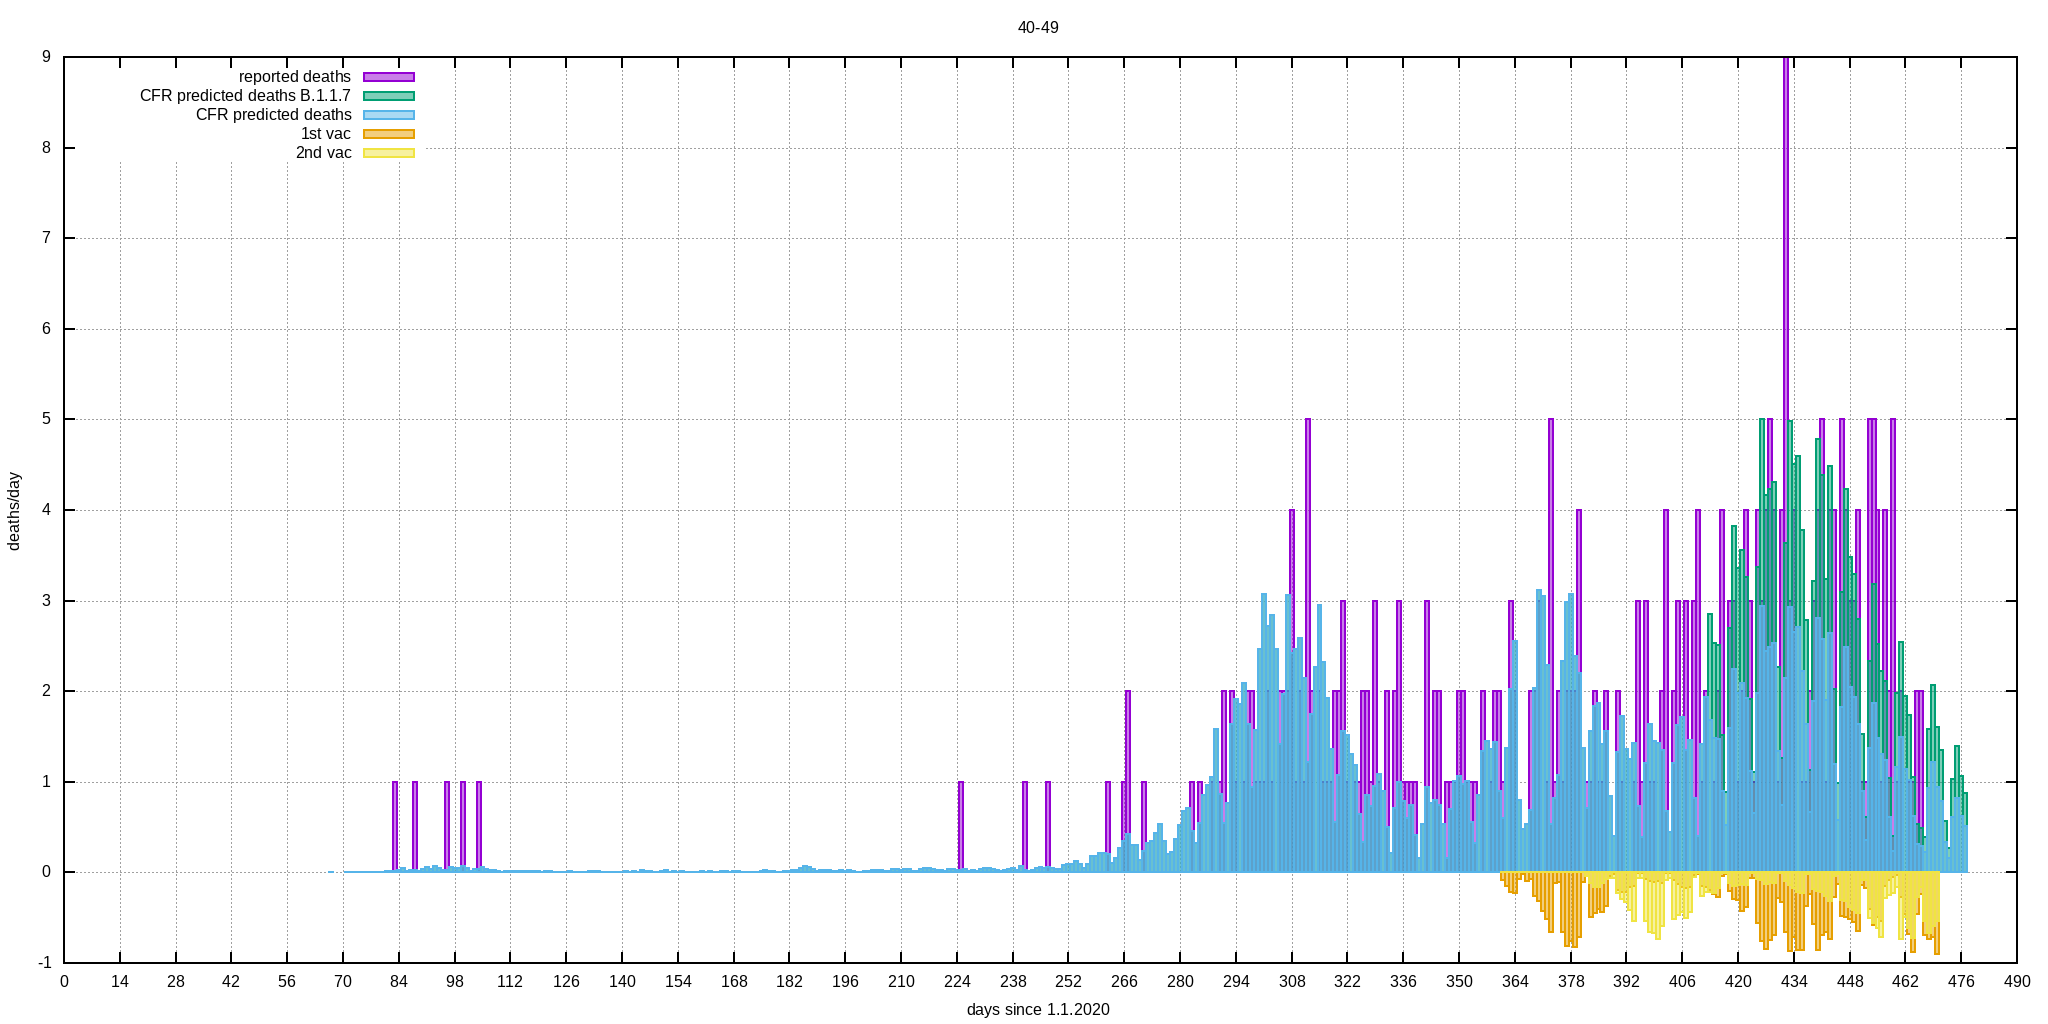 40-49
9
8
7
6
5
4
3
2
1
0
-1
deaths/day
reported deaths
CFR predicted deaths B.1.1.7
CFR predicted deaths
1st vac
2nd vac
0 14 28 42 56 70 84 98 112 126 140 154 168 182 196 210 224 238 252 266 280 294 308 322 336 350 364 378 392 406 420 434 448 462 476 490
days since 1.1.2020